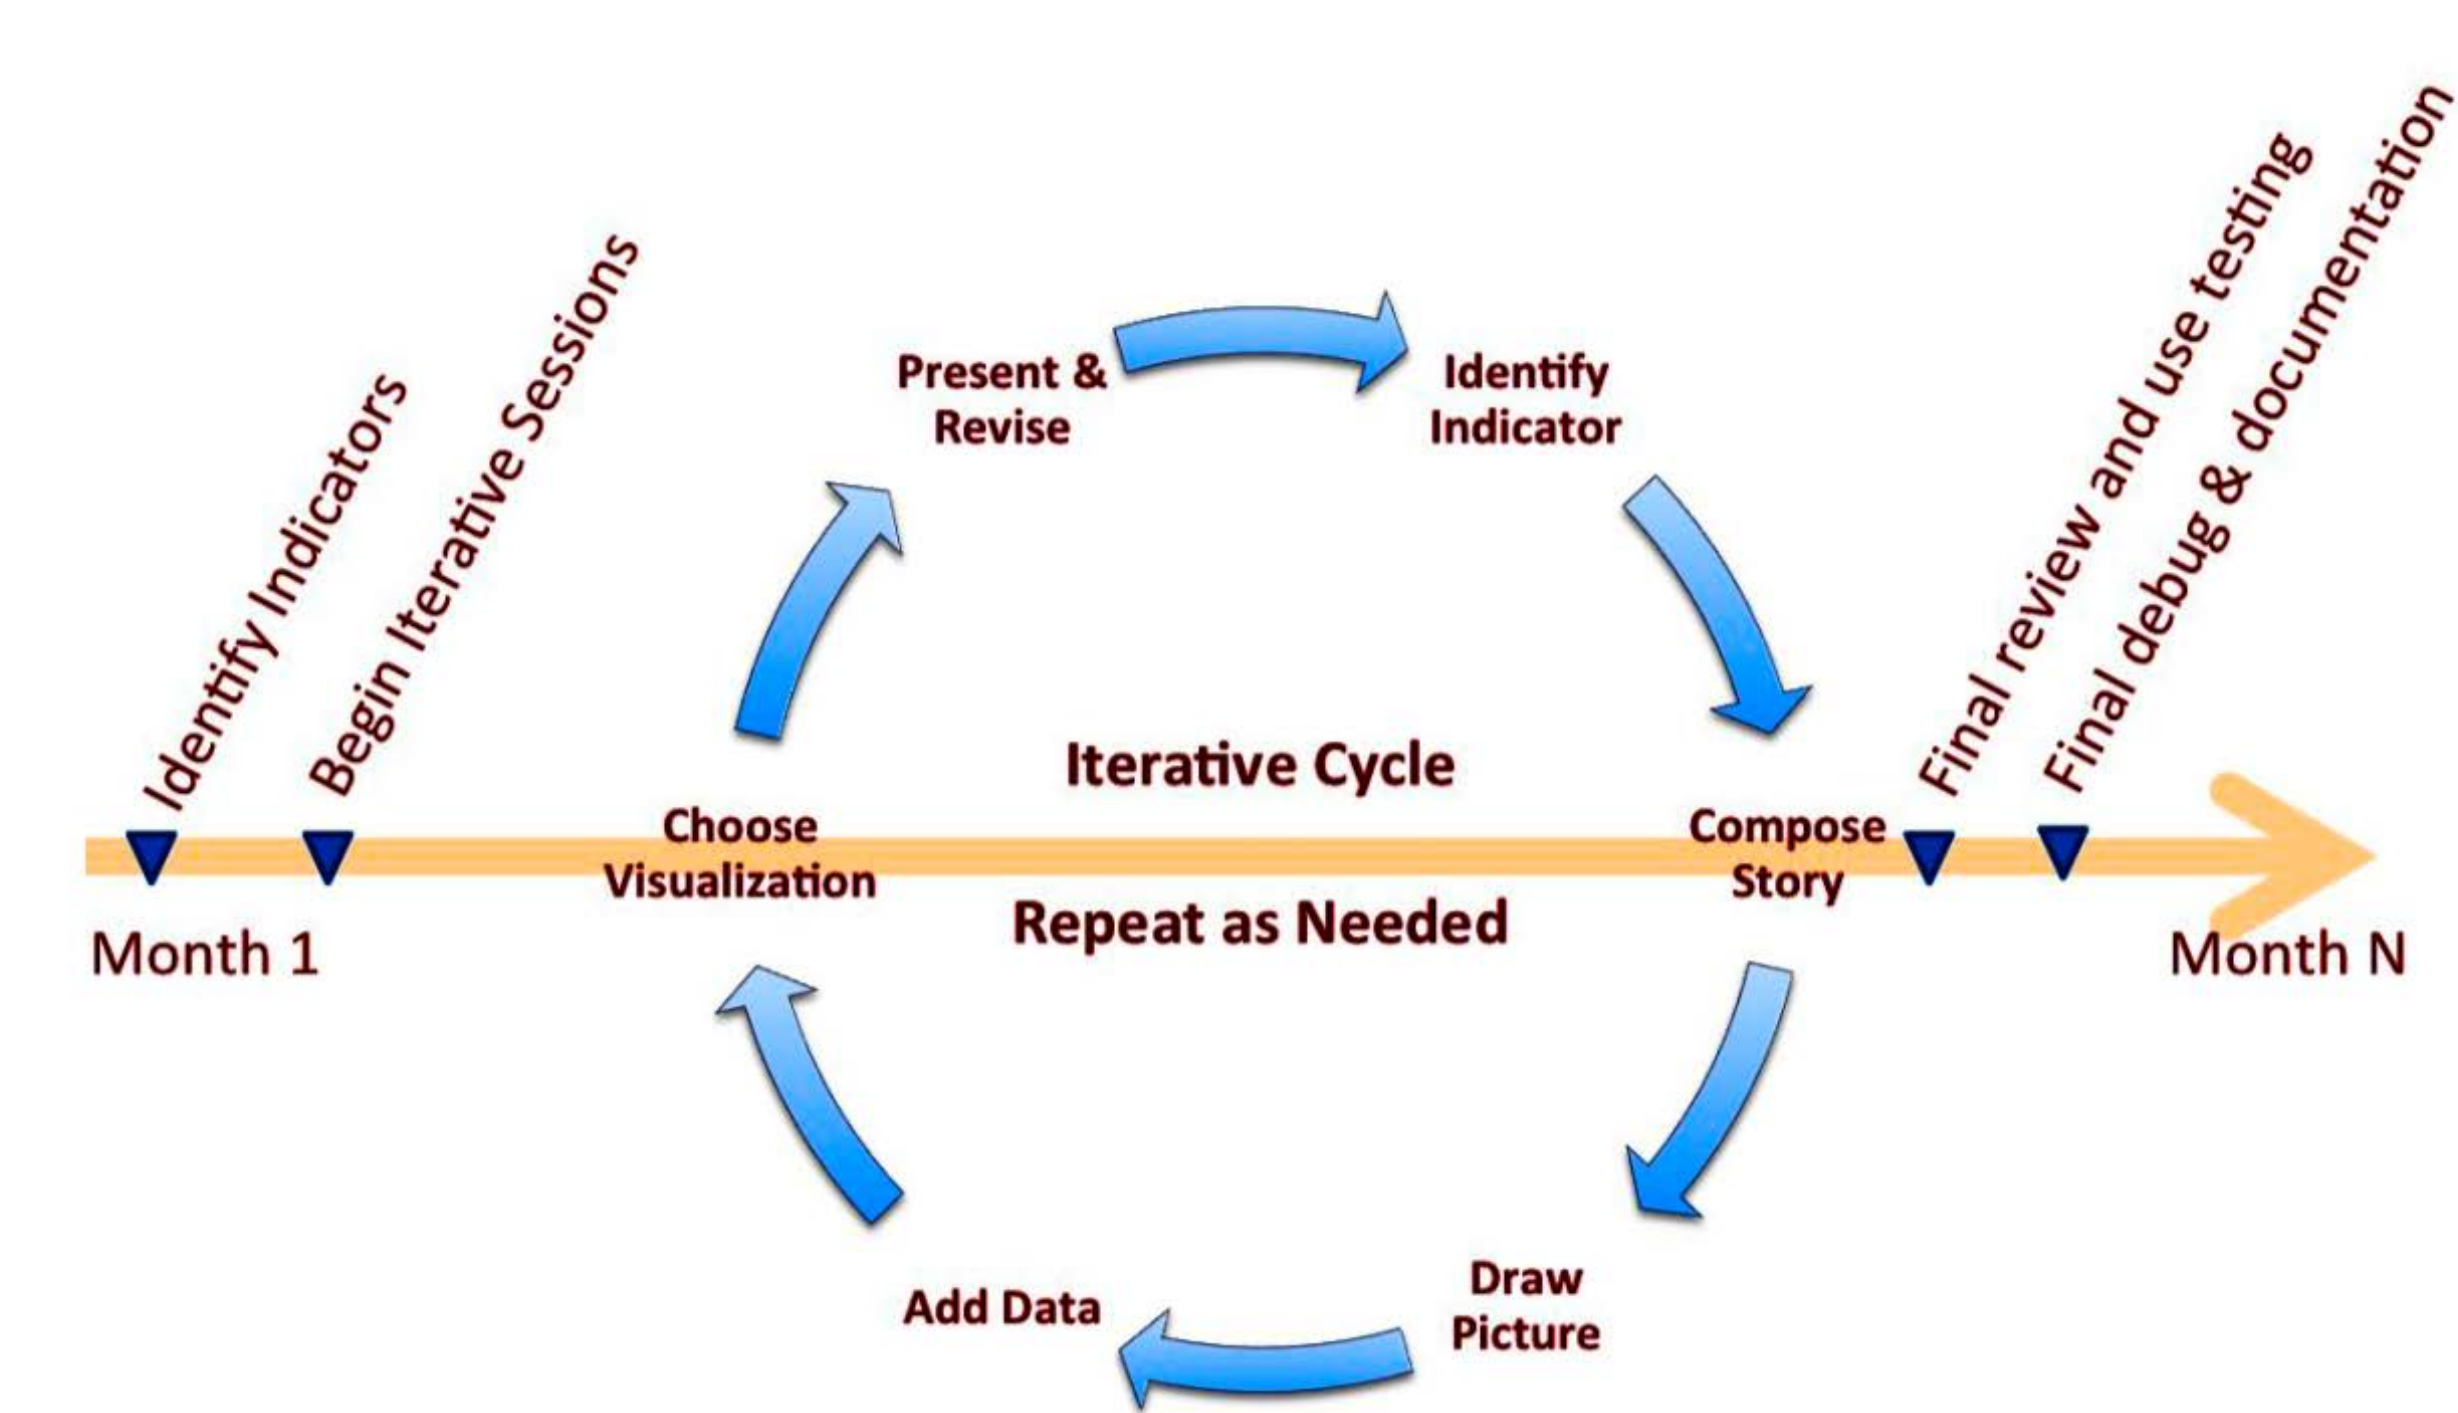 Identify Indicators
Begin Iterative Sessions
Present &
Revise
Identify
Indicator
Final review and use testing
Final debug & documentation
Iterative Cycle
Choose
Visualization
Compose
Story
Repeat as Needed
Month 1
Month N
Add Data
Draw
Picture